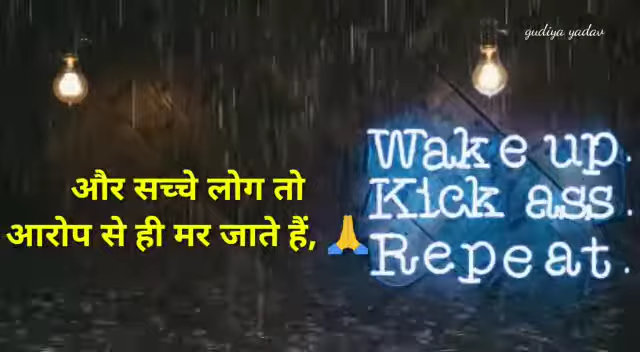 gudiya yadav
और सच्चे लोग तो
आरोप से ही मर जाते हैं, 🙏
Wake up.
Kick ass.
Repeat.